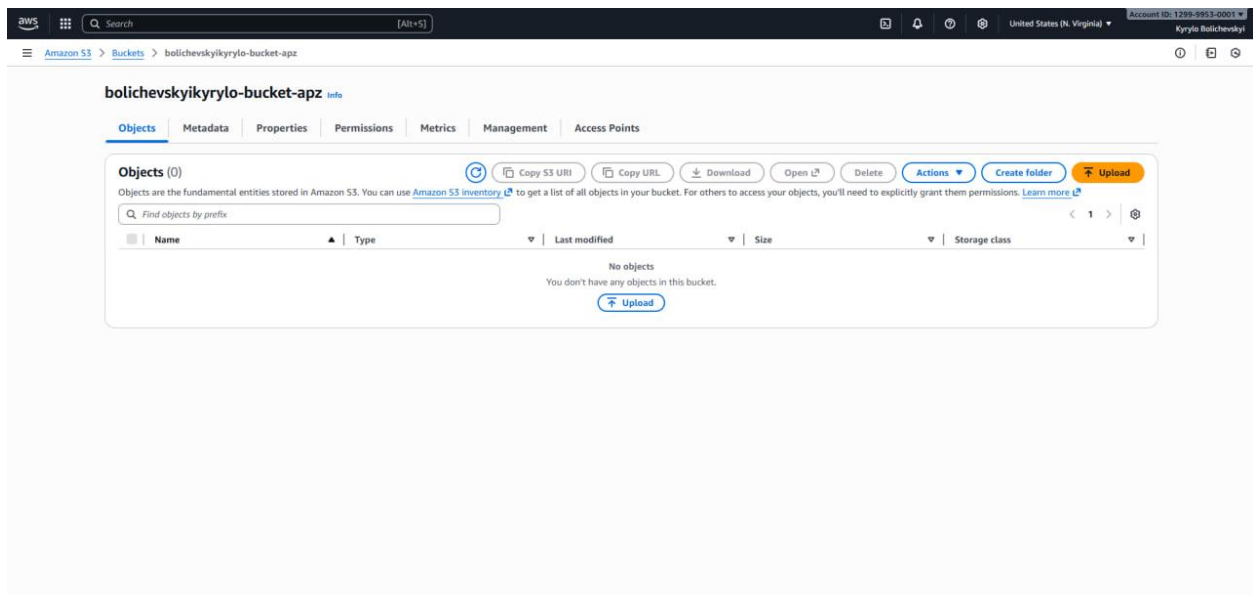 aws Search [Alt+S] United States (N. Virginia) Account ID: 1299-9953-0001
Kyrylo Bolichevskyi
Amazon S3 > Buckets > bolichevskyikyrylo-bucket-apz
bolichevskyikyrylo-bucket-apz Info
Objects Metadata Properties Permissions Metrics Management Access Points
Objects (0) Copy S3 URI Copy URL Download Open Delete Actions Create folder Upload
Objects are the fundamental entities stored in Amazon S3. You can use Amazon S3 inventory to get a list of all objects in your bucket. For others to access your objects, you'll need to explicitly grant them permissions. Learn more
Find objects by prefix < 1 >
Name Type Last modified Size Storage class
No objects
You don't have any objects in this bucket.
Upload